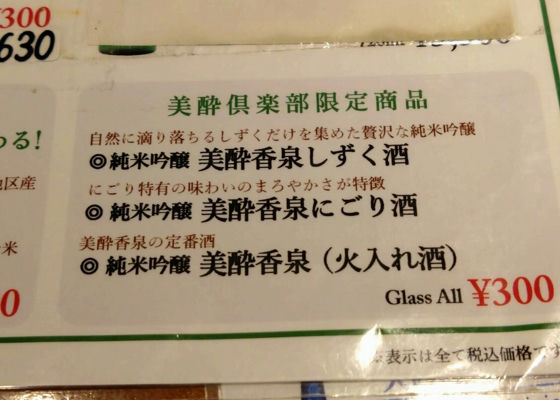 ¥300
630
美酔倶楽部限定商品
自然に滴り落ちるしずくだけを集めた贅沢な純米吟醸
◎純米吟醸 美酔香泉しずく酒
にごり特有の味わいのまろやかさが特徴
◎純米吟醸 美酔香泉にごり酒
美酔香泉の定番酒
◎純米吟醸 美酔香泉（火入れ酒）
Glass All ¥300
表示は全て税込価格です
る!
区産
米
0